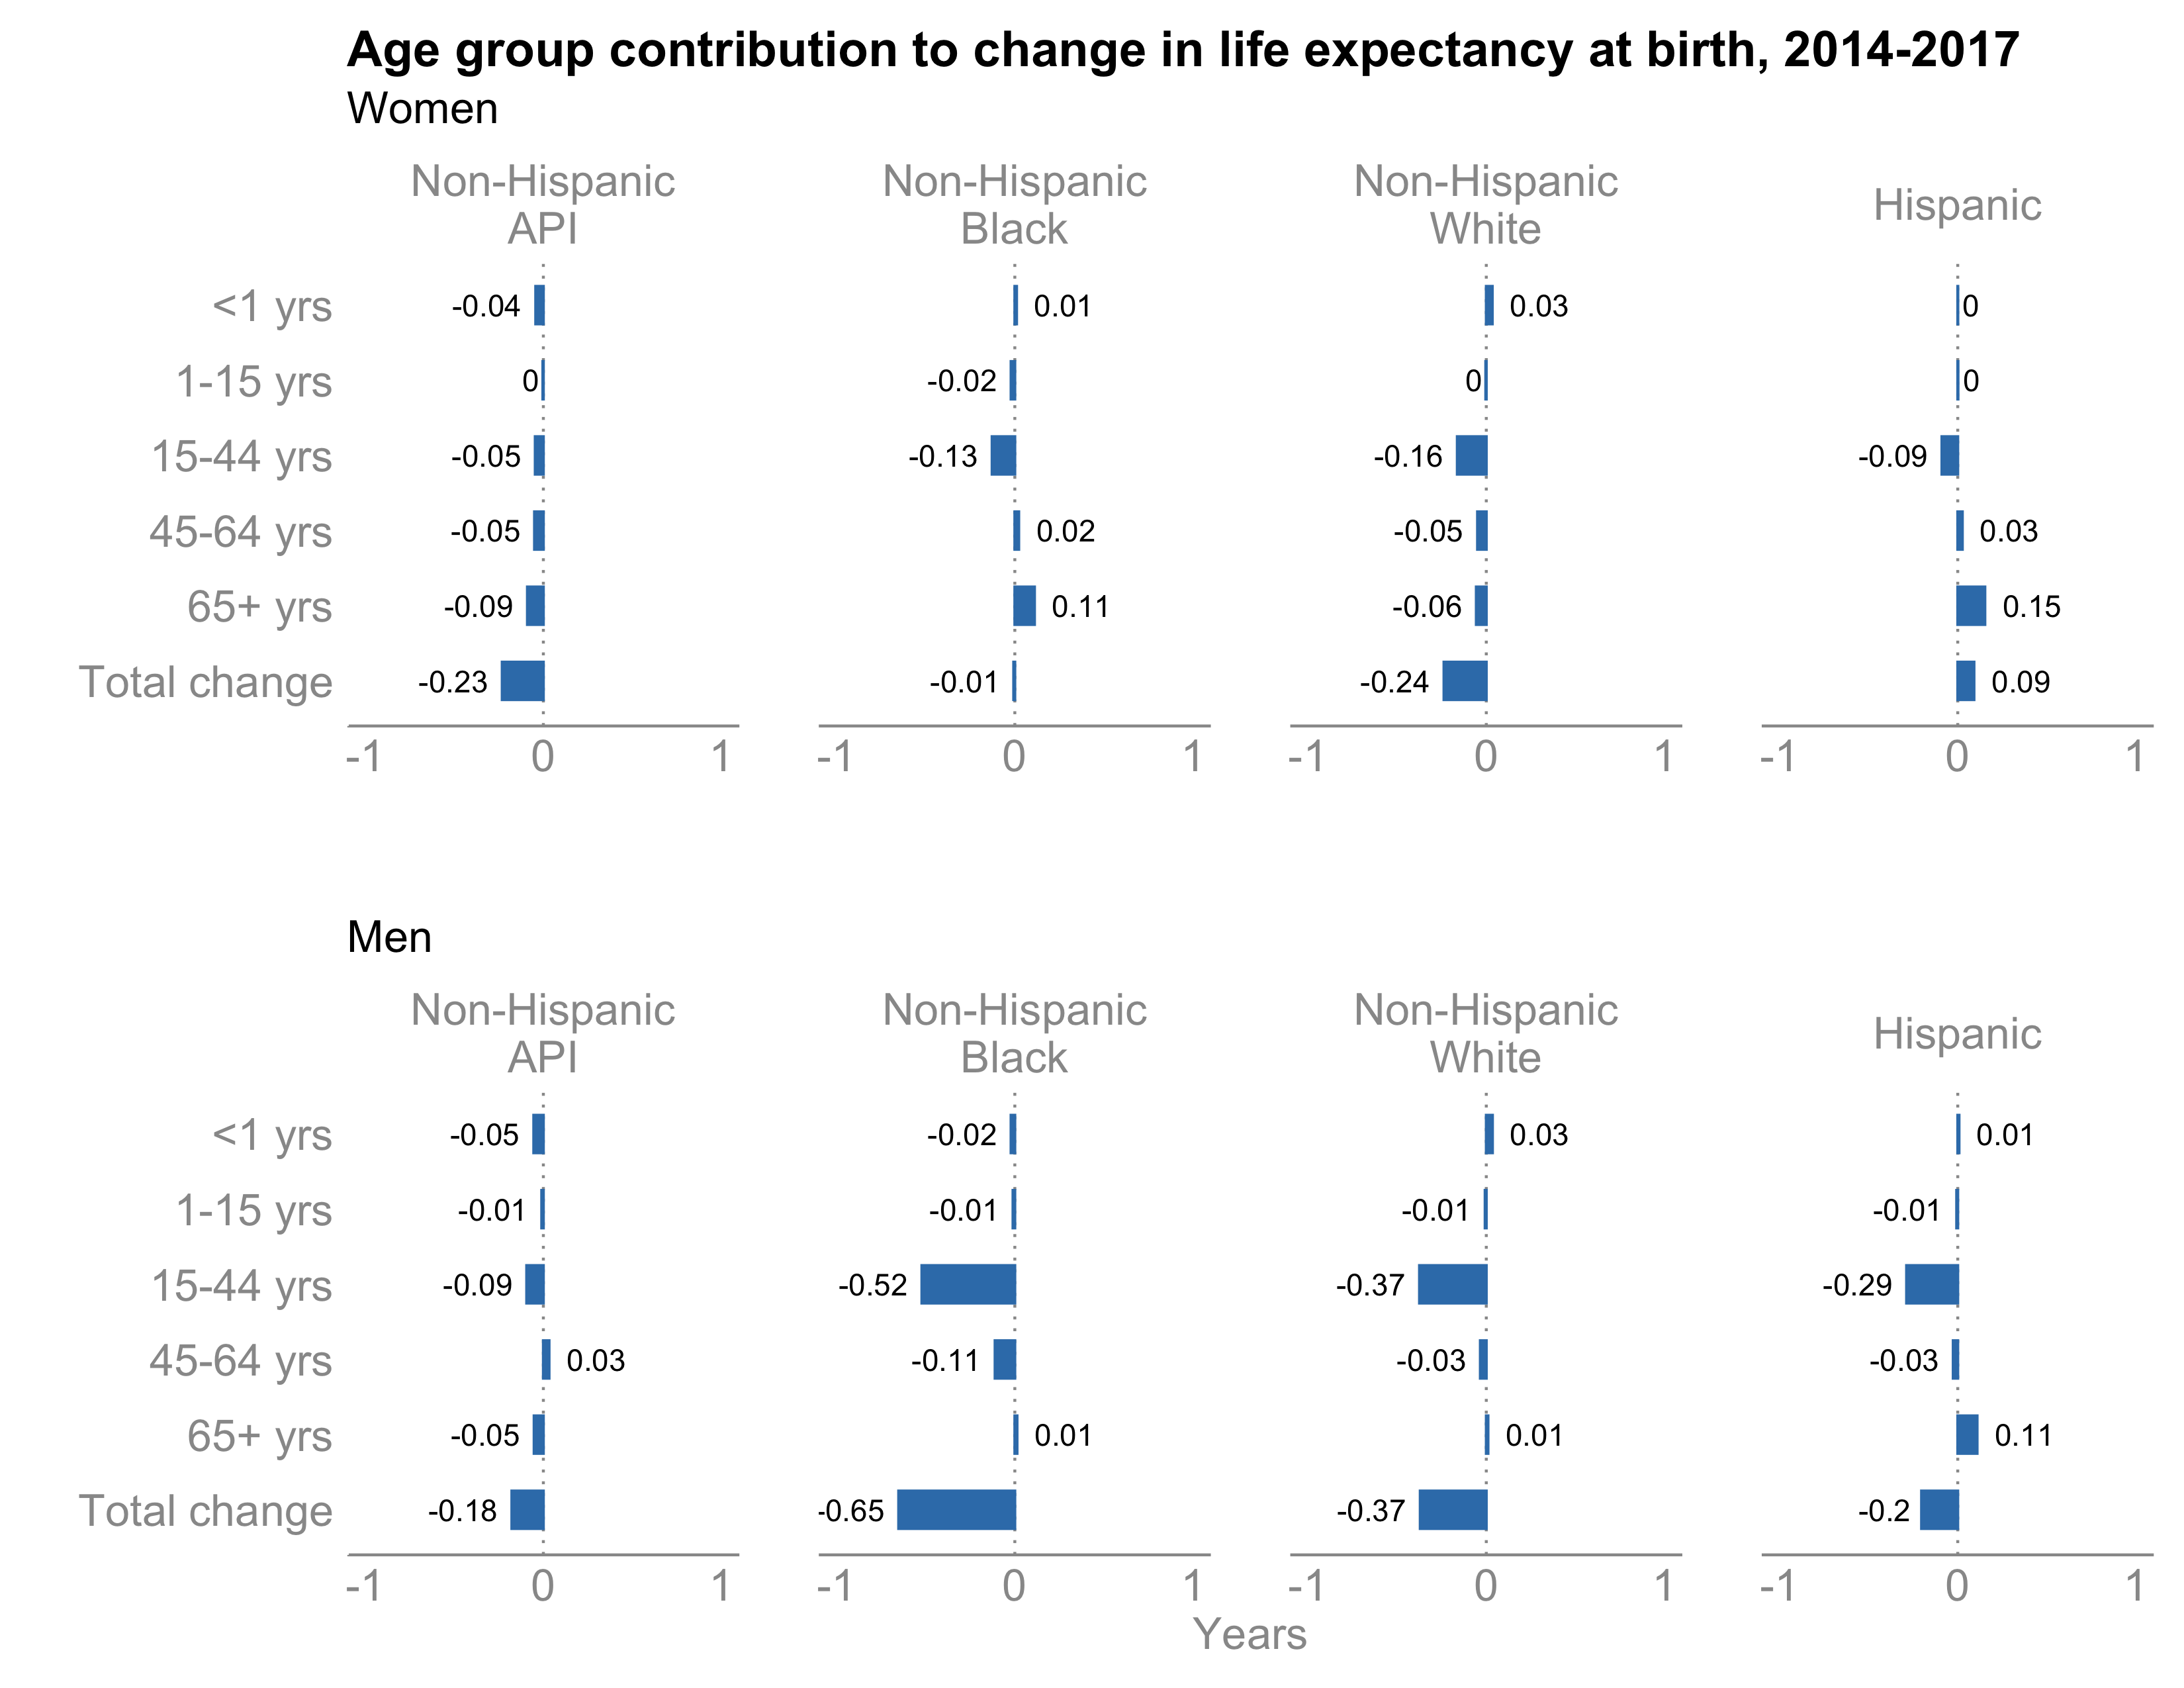 Age group contribution to change in life expectancy at birth, 2014-2017
Women
Non-Hispanic
API
Non-Hispanic
Black
Non-Hispanic
White
Hispanic
<1 yrs -0.04 0.01 0.03 0
1-15 yrs 0 -0.02 0 0
15-44 yrs -0.05 -0.13 -0.16 -0.09
45-64 yrs -0.05 0.02 -0.05 0.03
65+ yrs -0.09 0.11 -0.06 0.15
Total change -0.23 -0.01 -0.24 0.09
-1 0 1 -1 0 1 -1 0 1 -1 0 1
Men
Non-Hispanic
API
Non-Hispanic
Black
Non-Hispanic
White
Hispanic
<1 yrs -0.05 -0.02 0.03 0.01
1-15 yrs -0.01 -0.01 -0.01 -0.01
15-44 yrs -0.09 -0.52 -0.37 -0.29
45-64 yrs 0.03 -0.11 -0.03 -0.03
65+ yrs -0.05 0.01 0.01 0.11
Total change -0.18 -0.65 -0.37 -0.2
-1 0 1 -1 0 1 -1 0 1 -1 0 1
Years